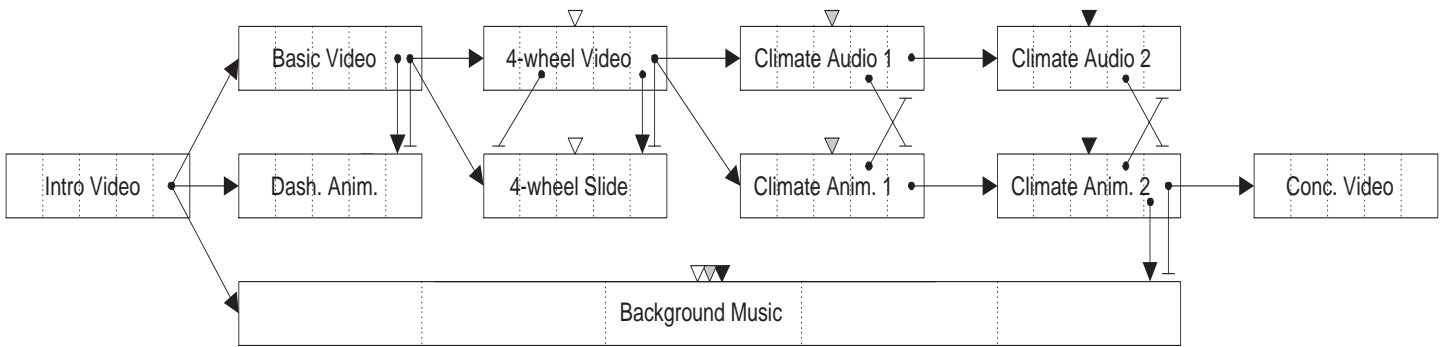 Basic Video
4-wheel Video
Climate Audio 1
Climate Audio 2
Intro Video
Dash. Anim.
4-wheel Slide
Climate Anim. 1
Climate Anim. 2
Conc. Video
Background Music